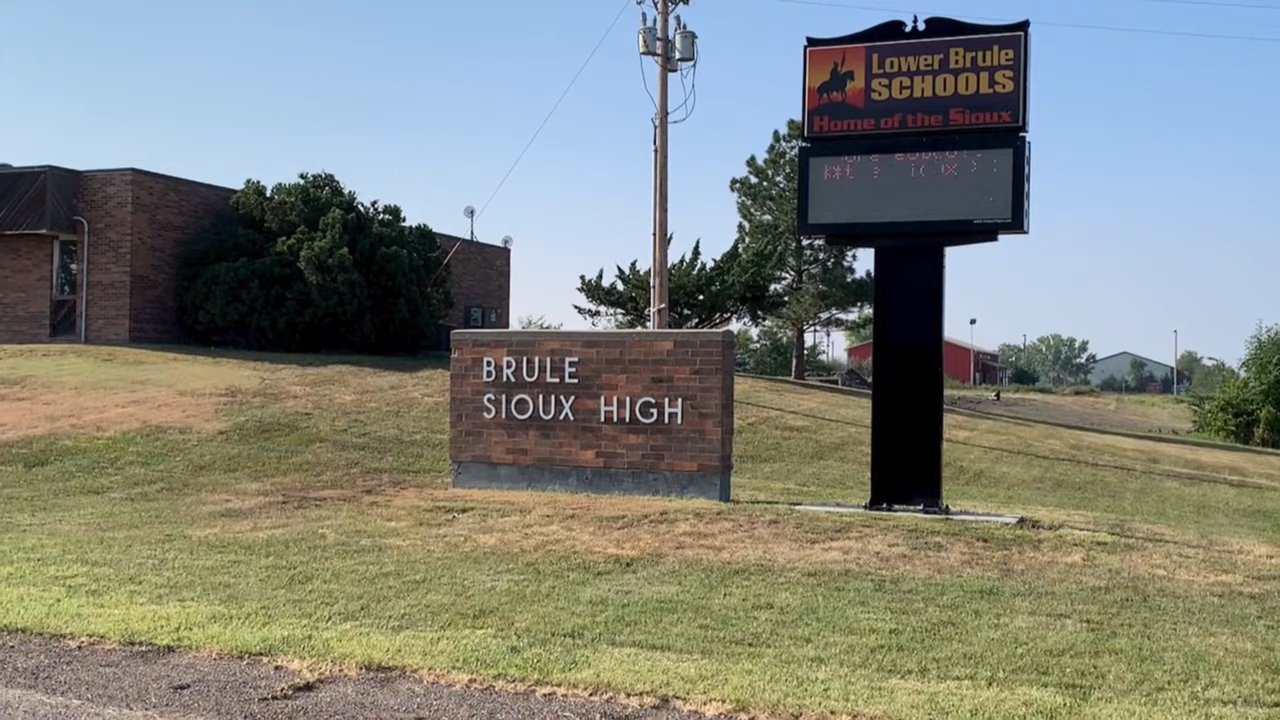 Lower Brule
SCHOOLS
Home of the Sioux
BRULE
SIOUX HIGH